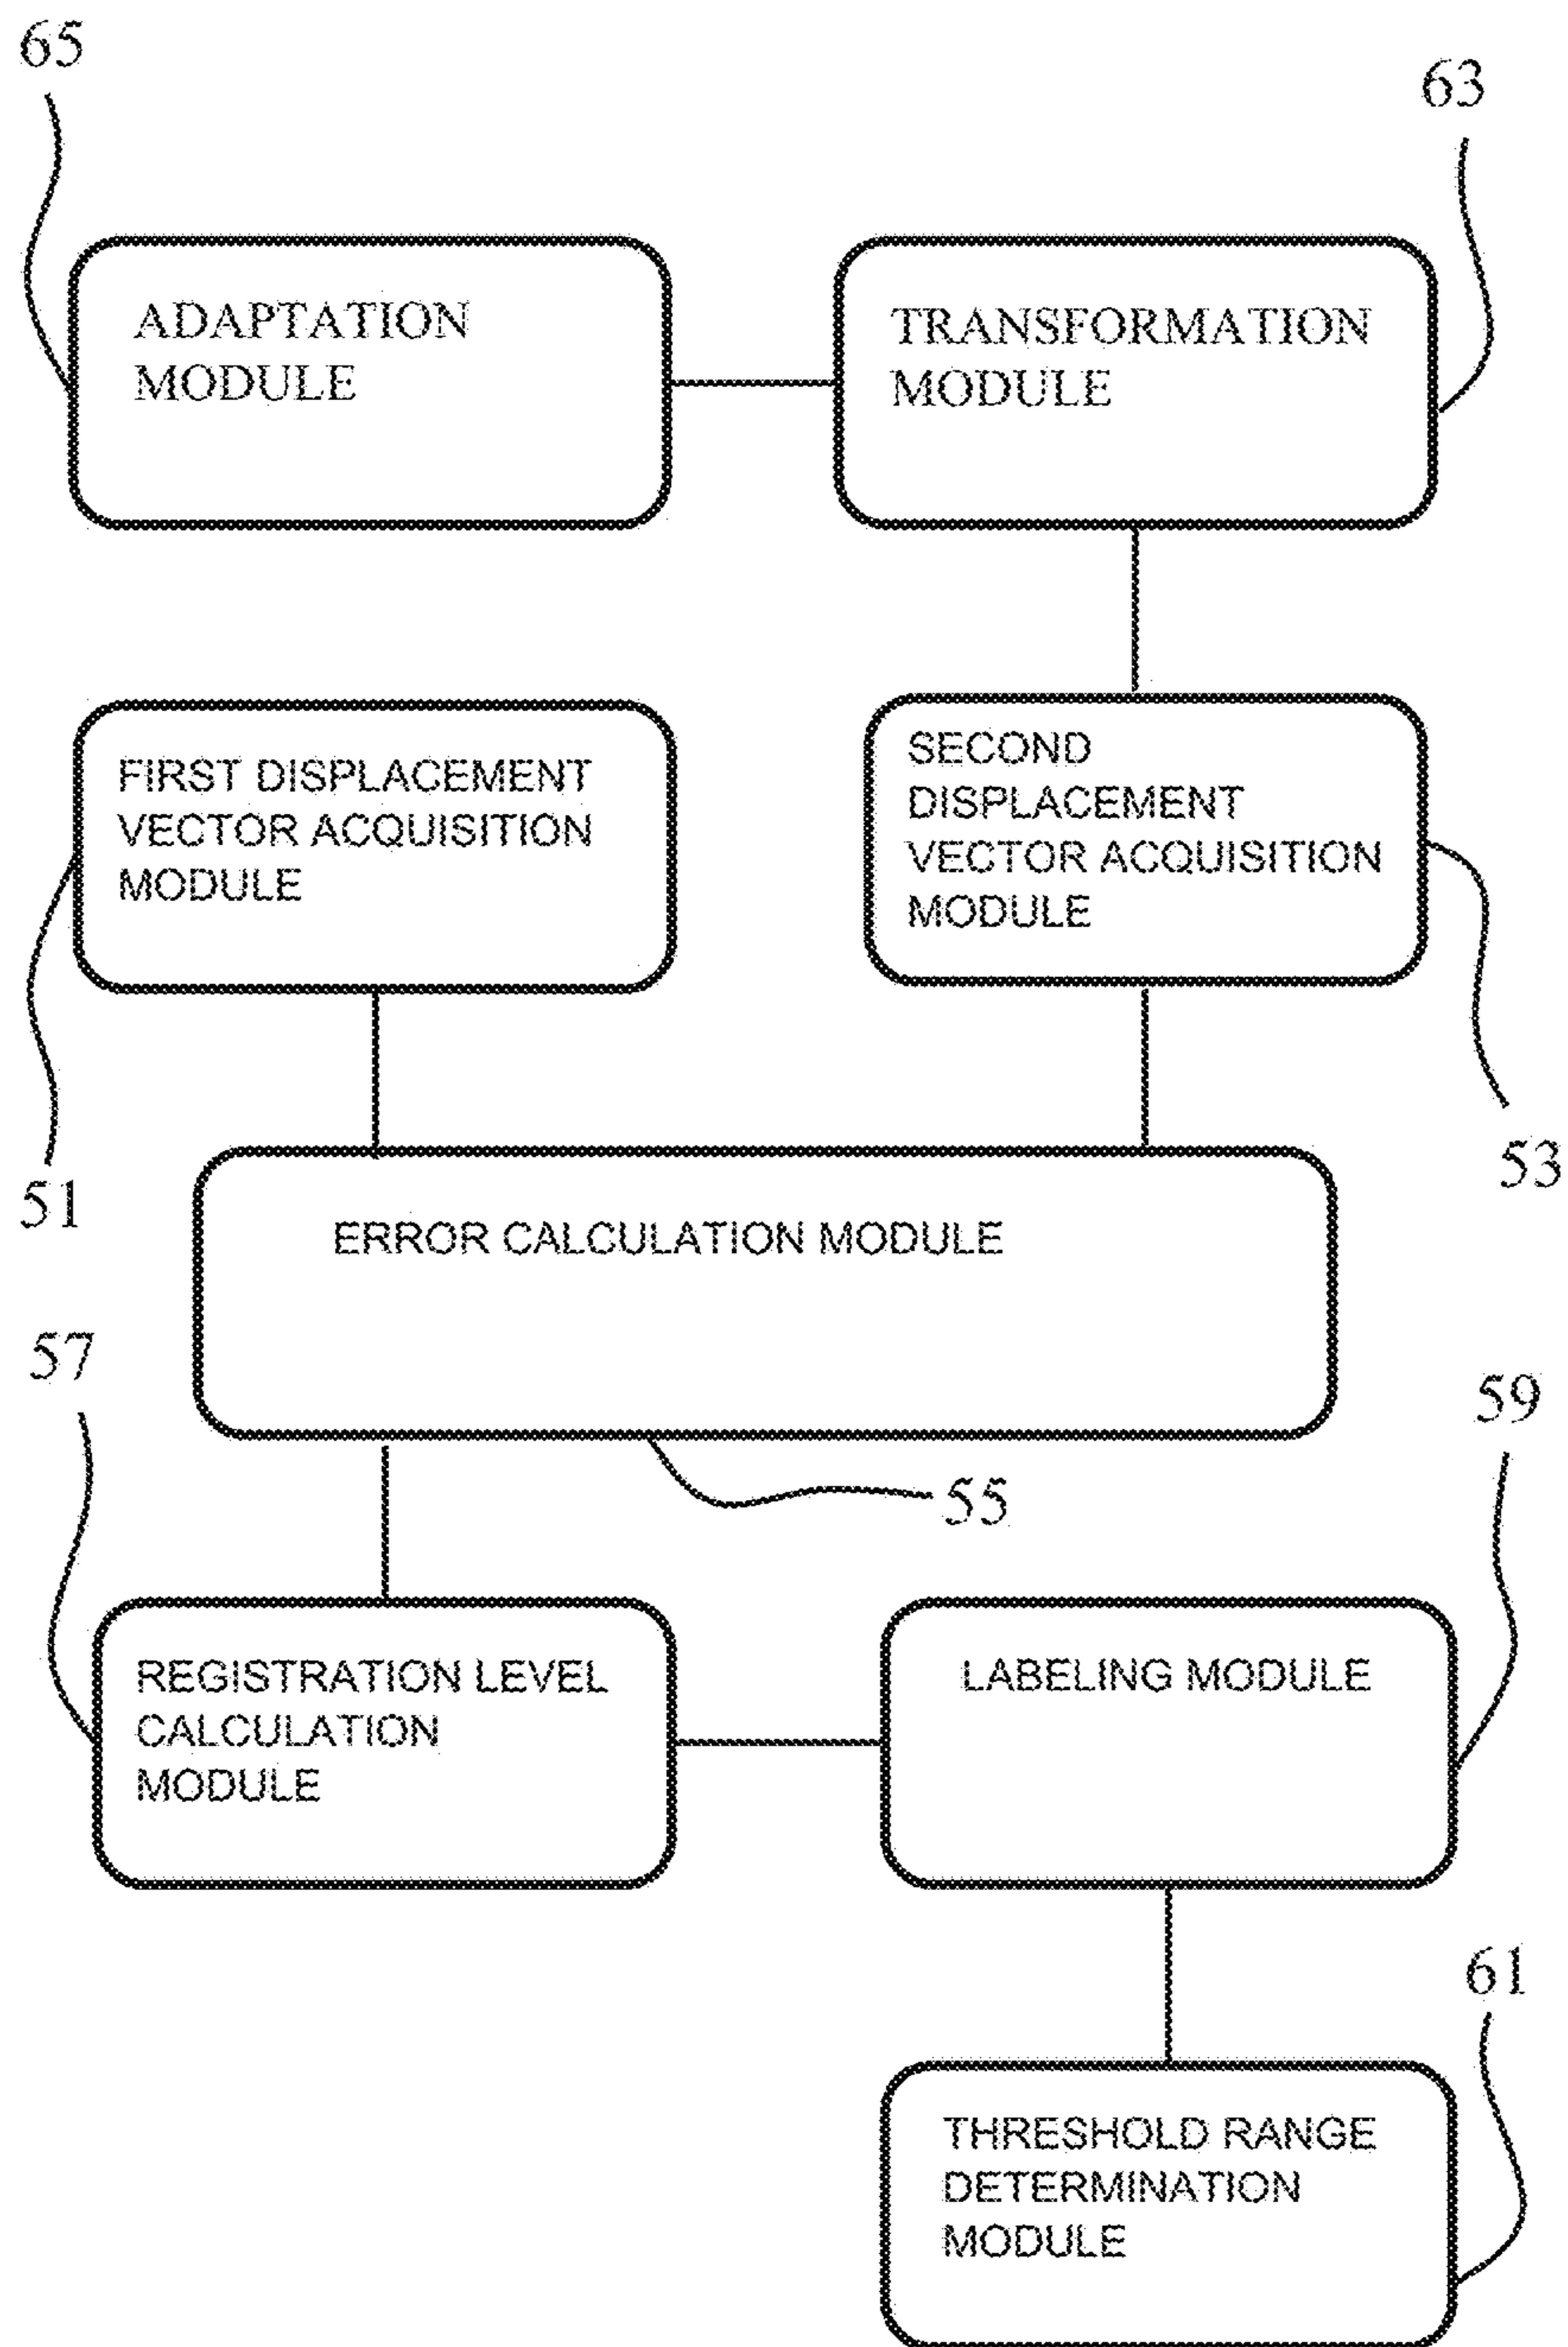 65
63
ADAPTATION
MODULE
TRANSFORMATION
MODULE
FIRST DISPLACEMENT
VECTOR ACQUISITION
MODULE
SECOND
DISPLACEMENT
VECTOR ACQUISITION
MODULE
51
53
ERROR CALCULATION MODULE
57
59
55
REGISTRATION LEVEL
CALCULATION
MODULE
LABELING MODULE
61
THRESHOLD RANGE
DETERMINATION
MODULE